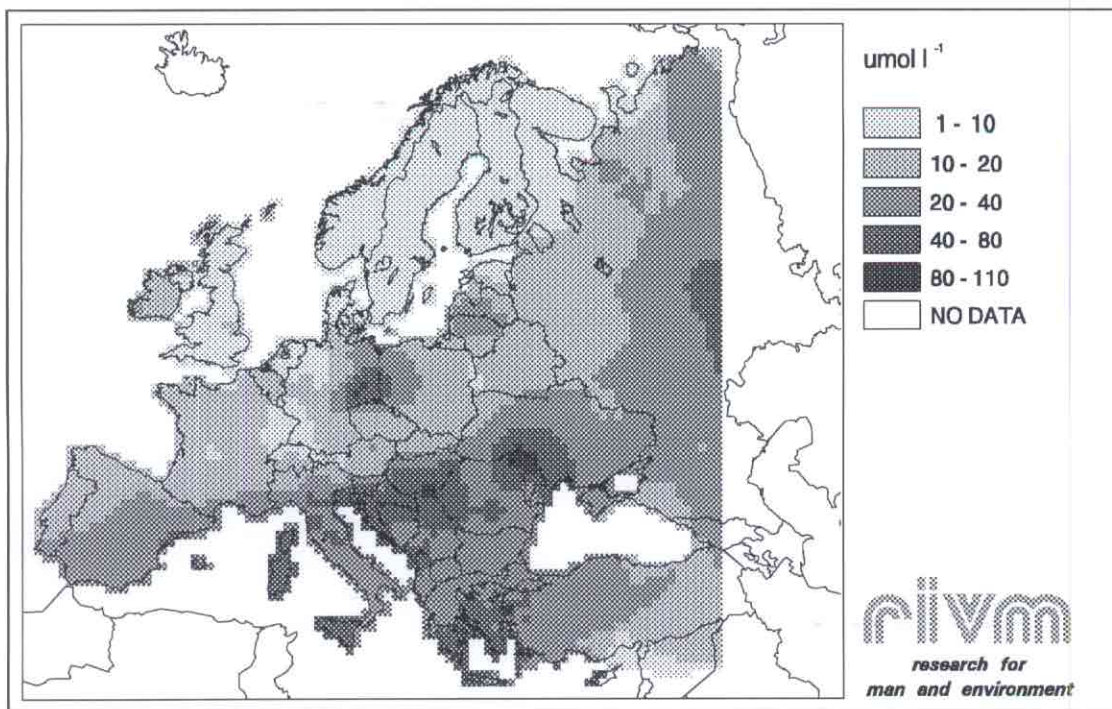 umol l⁻¹
1 - 10
10 - 20
20 - 40
40 - 80
80 - 110
NO DATA
rivm
research for
man and environment